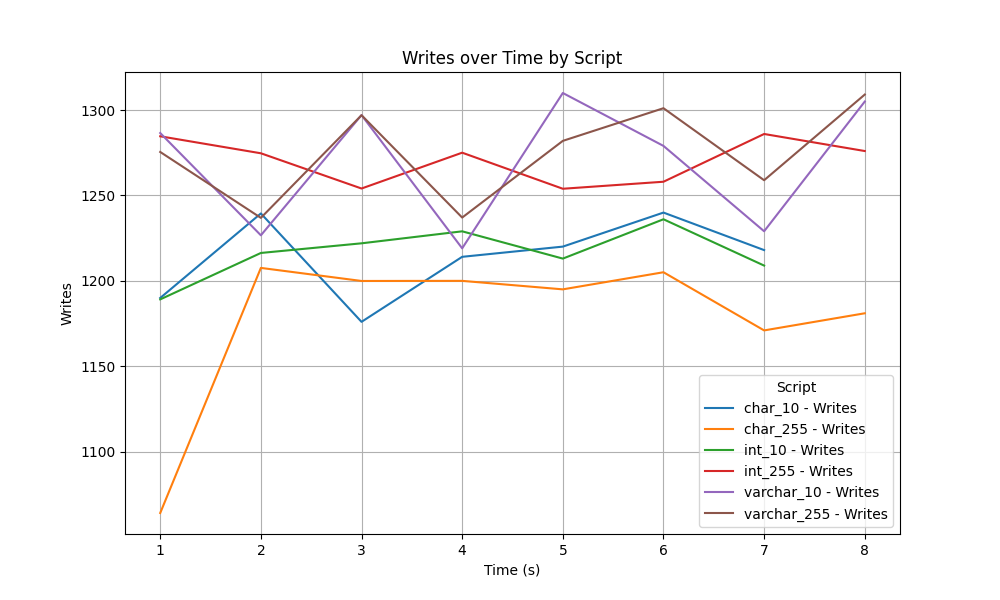 Writes over Time by Script
1300
1250
1200
1150
1100
Writes
1 2 3 4 5 6 7 8
Time (s)
Script
char_10 - Writes
char_255 - Writes
int_10 - Writes
int_255 - Writes
varchar_10 - Writes
varchar_255 - Writes